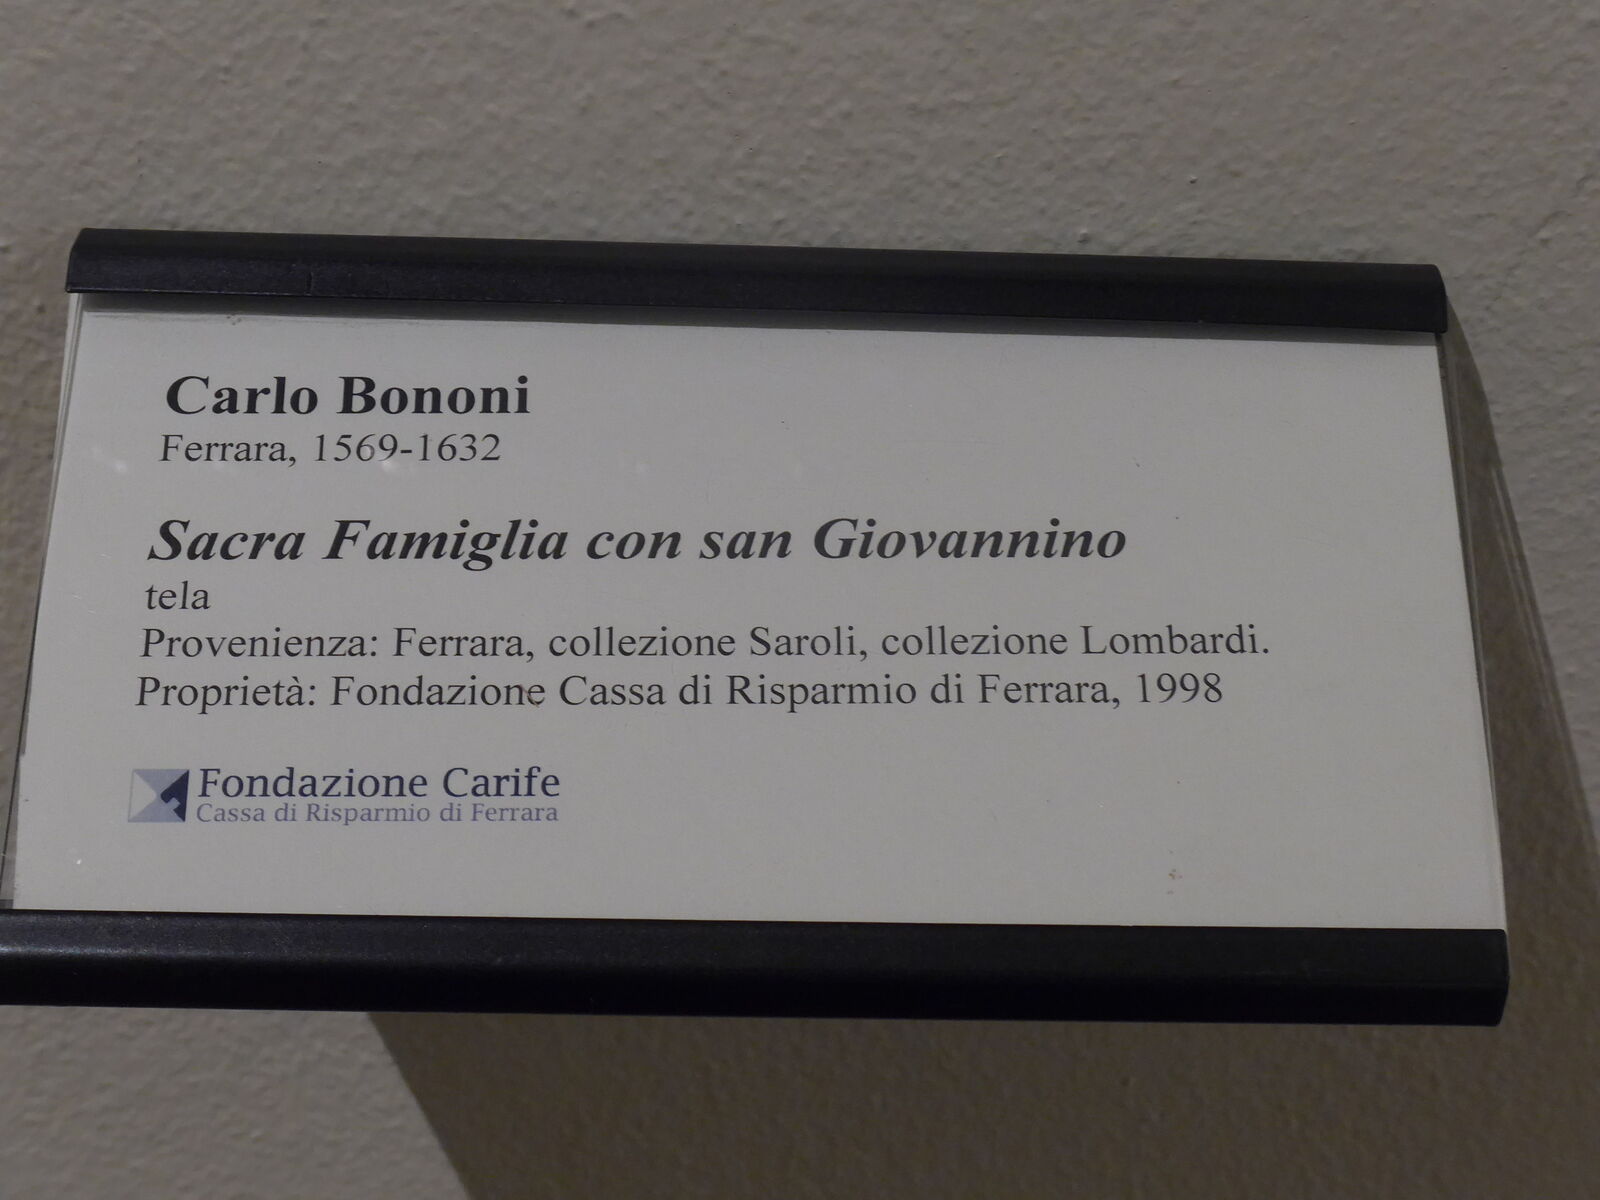 Carlo Bononi
Ferrara, 1569-1632
Sacra Famiglia con san Giovannino
tela
Provenienza: Ferrara, collezione Saroli, collezione Lombardi.
Proprietà: Fondazione Cassa di Risparmio di Ferrara, 1998
Fondazione Carife
Cassa di Risparmio di Ferrara